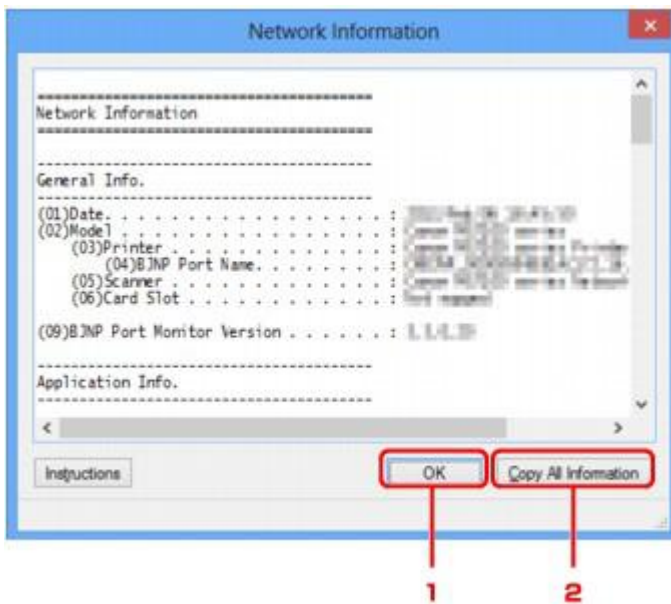 Network Information
========================================
Network Information
========================================
----------------------------------------
General Info.
----------------------------------------
(01)Date. . . . . . . . . . . . . . . . . :
(02)Model . . . . . . . . . . . . . . . . :
(03)Printer . . . . . . . . . . . . . :
(04)BJNP Port Name. . . . . . . . . :
(05)Scanner . . . . . . . . . . . . . :
(06)Card Slot . . . . . . . . . . . . :
(09)BJNP Port Monitor Version . . . . . . :
----------------------------------------
Application Info.
----------------------------------------
Instructions OK Copy All Information
1 2